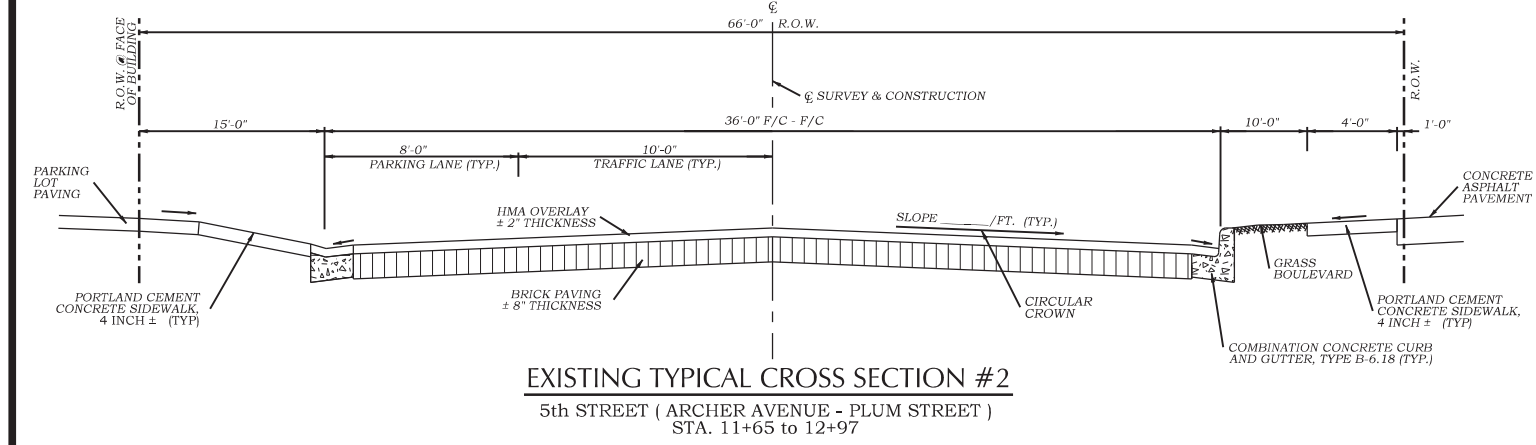 ℄
66'-0" R.O.W.
R.O.W. @ FACE
OF BUILDING
R.O.W.
℄ SURVEY & CONSTRUCTION
15'-0"
36'-0" F/C - F/C
10'-0"
4'-0"
1'-0"
8'-0"
PARKING LANE (TYP.)
10'-0"
TRAFFIC LANE (TYP.)
PARKING
LOT
PAVING
HMA OVERLAY
± 2" THICKNESS
SLOPE ______/FT. (TYP.)
CONCRETE
ASPHALT
PAVEMENT
GRASS
BOULEVARD
PORTLAND CEMENT
CONCRETE SIDEWALK,
4 INCH ± (TYP)
BRICK PAVING
± 8" THICKNESS
CIRCULAR
CROWN
PORTLAND CEMENT
CONCRETE SIDEWALK,
4 INCH ± (TYP)
COMBINATION CONCRETE CURB
AND GUTTER, TYPE B-6.18 (TYP.)
EXISTING TYPICAL CROSS SECTION #2
5th STREET ( ARCHER AVENUE - PLUM STREET )
STA. 11+65 to 12+97